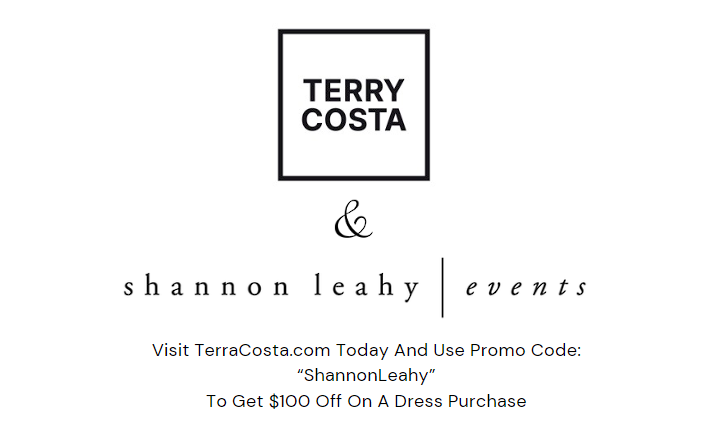 TERRY
COSTA
&
shannon leahy | events
Visit TerraCosta.com Today And Use Promo Code:
“ShannonLeahy”
To Get $100 Off On A Dress Purchase